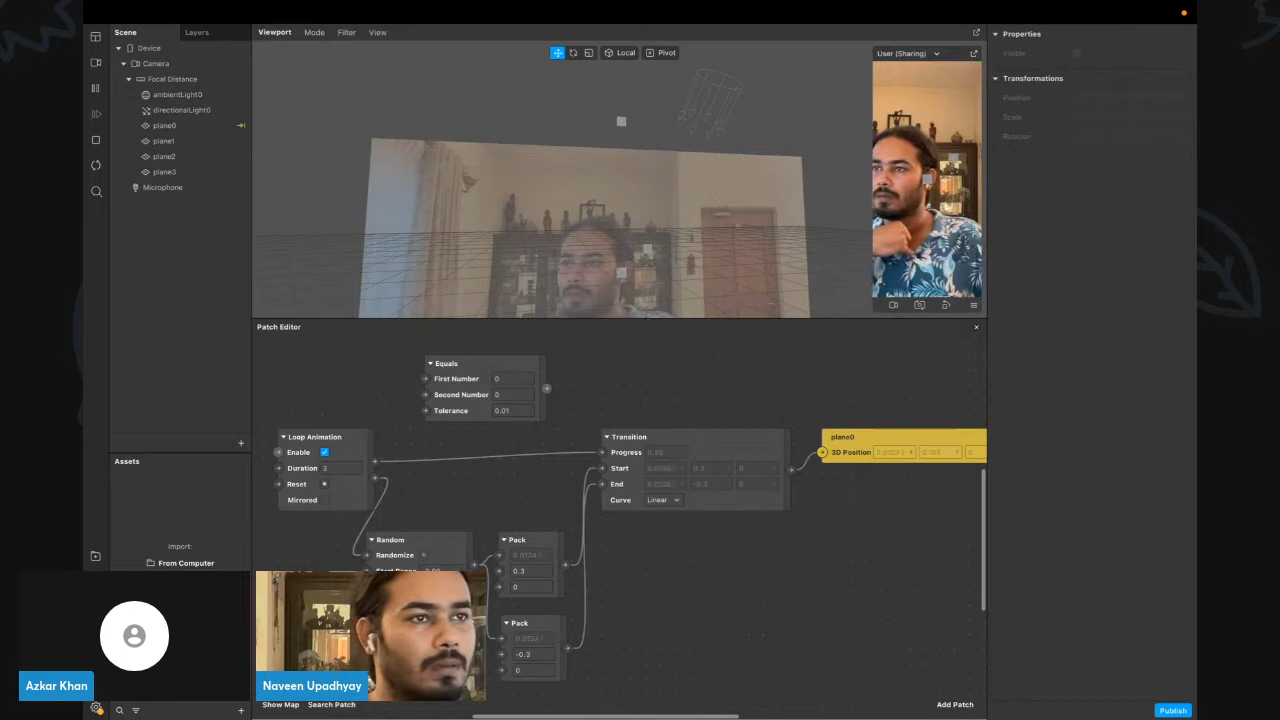 Scene
Layers
Viewport
Mode
Filter
View
Properties
Device
Local
Pivot
User (Sharing)
Visible
Camera
Focal Distance
Transformations
ambientLight0
Position
directionalLight0
Scale
plane0
Rotation
plane1
plane2
plane3
Microphone
Patch Editor
Equals
First Number 0
Second Number 0
Tolerance 0.01
Loop Animation
Enable
Duration 3
Reset
Mirrored
Transition
Progress
Start 0.3 0
End -0.3 0
Curve Linear
plane0
3D Position 0
Assets
Random
Randomize
Pack
0.3
0
Import:
From Computer
Pack
-0.3
0
Azkar Khan
Naveen Upadhyay
Show Map
Search Patch
Add Patch
Publish